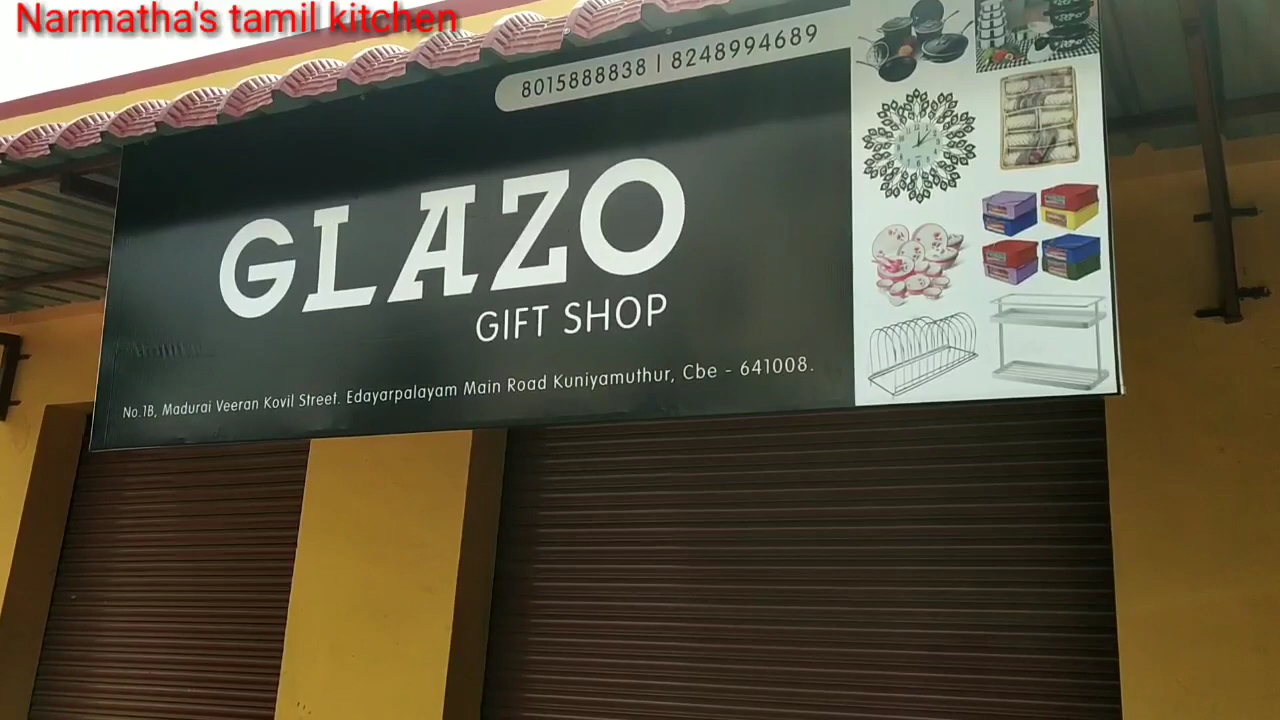 Narmatha's tamil kitchen
8015888838 | 8248994689
GLAZO
GIFT SHOP
No.1B, Madurai Veeran Kovil Street. Edayarpalayam Main Road Kuniyamuthur, Cbe - 641008.